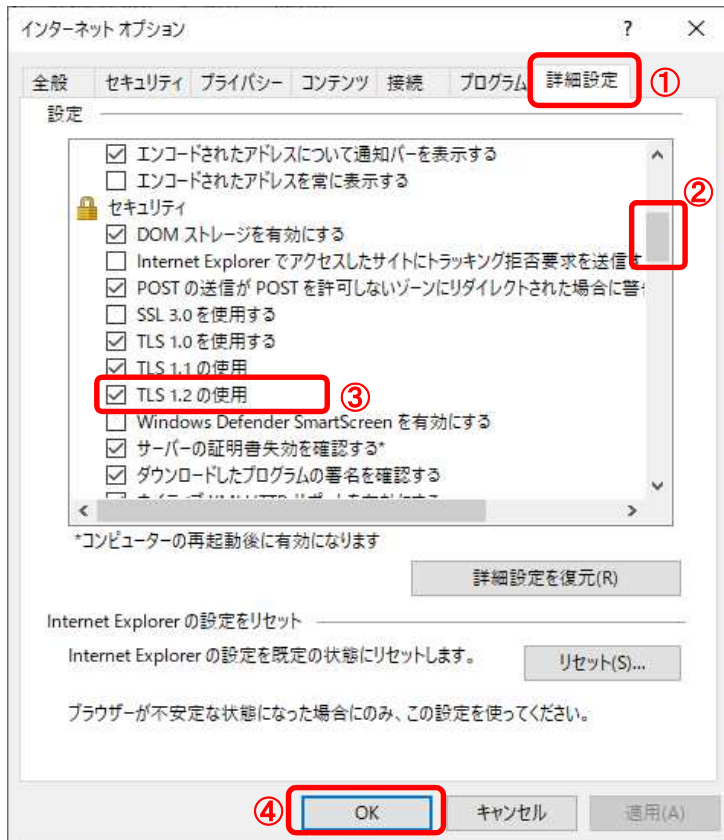 インターネット オプション ? ×
全般 セキュリティ プライバシー コンテンツ 接続 プログラム 詳細設定 ①
設定
エンコードされたアドレスについて通知バーを表示する
エンコードされたアドレスを常に表示する
②
セキュリティ
DOM ストレージを有効にする
Internet Explorer でアクセスしたサイトにトラッキング拒否要求を送信す
POST の送信が POST を許可しないゾーンにリダイレクトされた場合に警
SSL 3.0 を使用する
TLS 1.0 を使用する
TLS 1.1 の使用
TLS 1.2 の使用 ③
Windows Defender SmartScreen を有効にする
サーバーの証明書失効を確認する*
ダウンロードしたプログラムの署名を確認する
*コンピューターの再起動後に有効になります
詳細設定を復元(R)
Internet Explorer の設定をリセット
Internet Explorer の設定を既定の状態にリセットします。
リセット(S)...
ブラウザーが不安定な状態になった場合にのみ、この設定を使ってください。
④ OK キャンセル 適用(A)